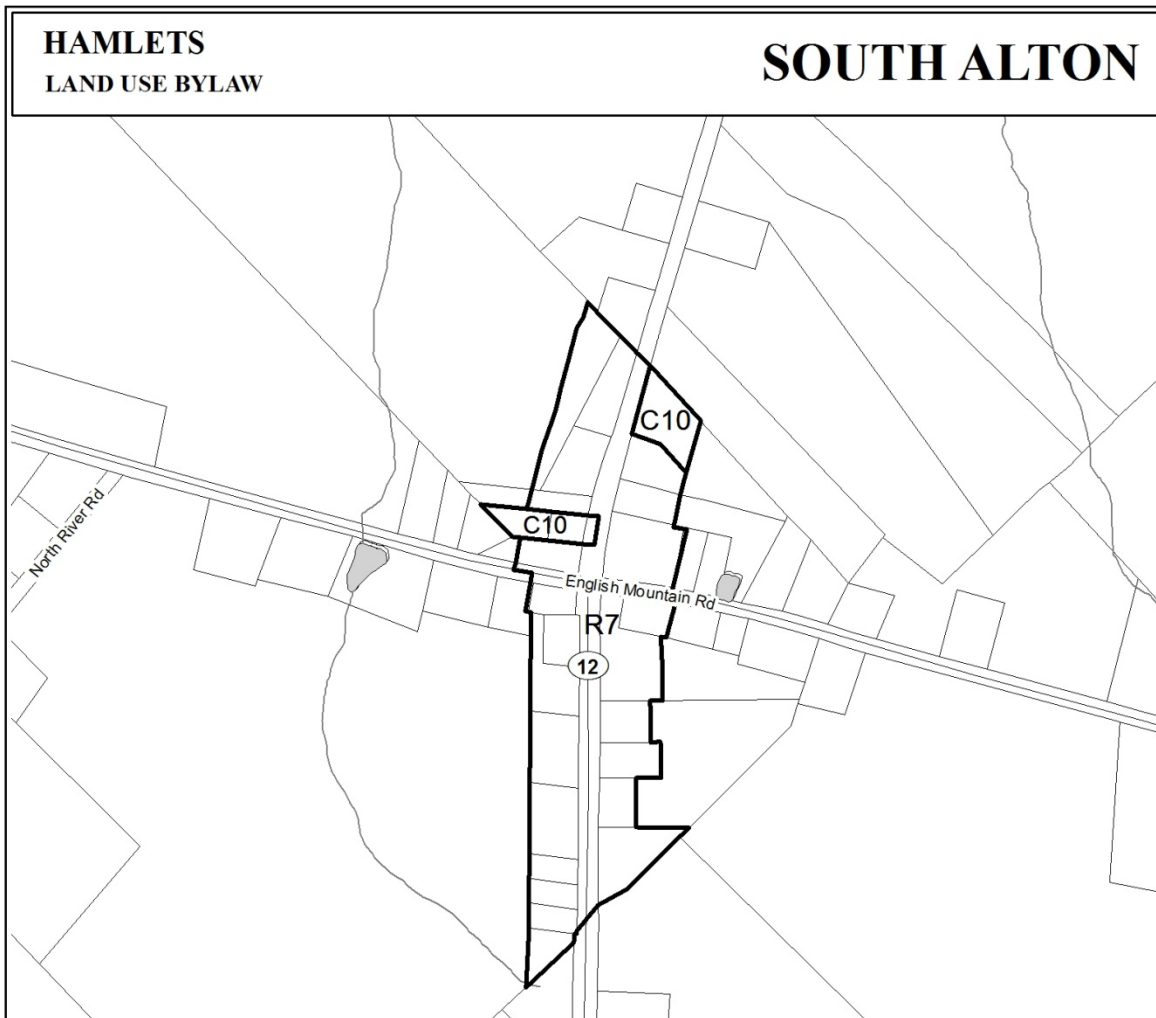 HAMLETS
LAND USE BYLAW
SOUTH ALTON
C10
C10
North River Rd
English Mountain Rd
R7
12